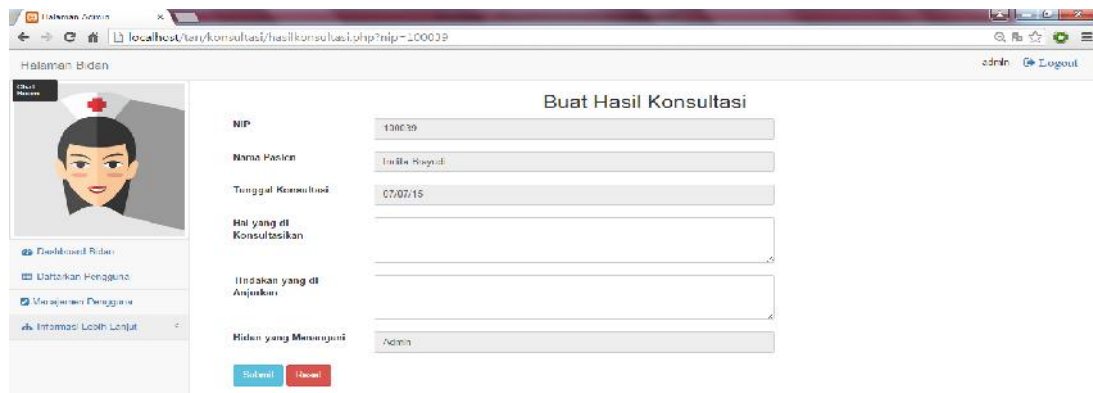 Halaman Admin
localhost/tan/konsultasi/hasilkonsultasi.php?nip=100039
Halaman Bidan
admin Logout
Chat
Room
Buat Hasil Konsultasi
NIP
100039
Nama Pasien
Tanggal Konsultasi
07/07/15
Hal yang di
Konsultasikan
Tindakan yang di
Anjurkan
Bidan yang Menangani
Admin
Dashboard Bidan
Daftarkan Pengguna
Manajemen Pengguna
Informasi Lebih Lanjut
Submit Reset